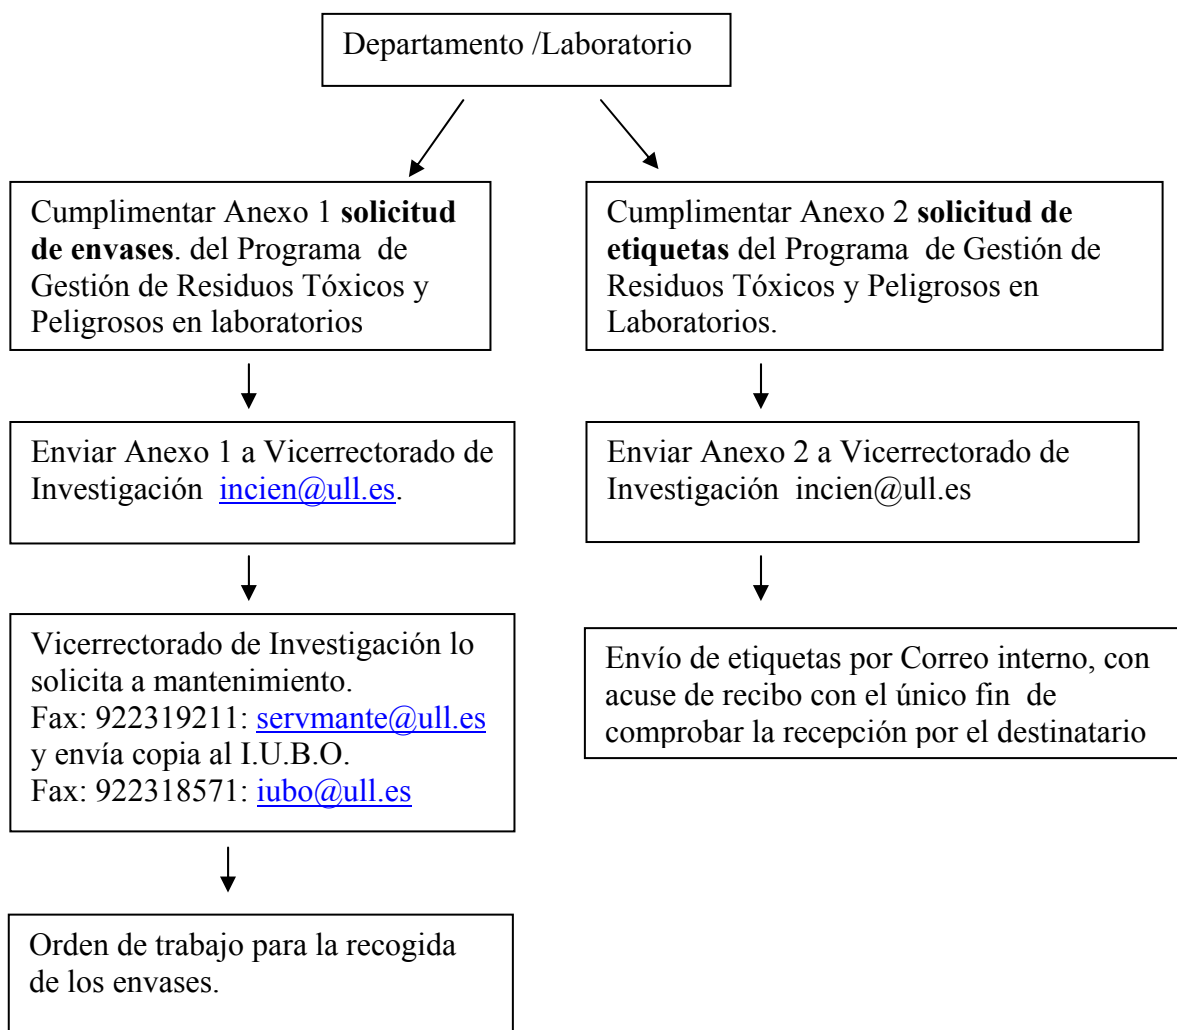 Departamento /Laboratorio
Cumplimentar Anexo 1 solicitud
de envases. del Programa de
Gestión de Residuos Tóxicos y
Peligrosos en laboratorios
Cumplimentar Anexo 2 solicitud de
etiquetas del Programa de Gestión de
Residuos Tóxicos y Peligrosos en
Laboratorios.
Enviar Anexo 1 a Vicerrectorado de
Investigación incien@ull.es.
Enviar Anexo 2 a Vicerrectorado de
Investigación incien@ull.es
Vicerrectorado de Investigación lo
solicita a mantenimiento.
Fax: 922319211: servmante@ull.es
y envía copia al I.U.B.O.
Fax: 922318571: iubo@ull.es
Envío de etiquetas por Correo interno, con
acuse de recibo con el único fin de
comprobar la recepción por el destinatario
Orden de trabajo para la recogida
de los envases.